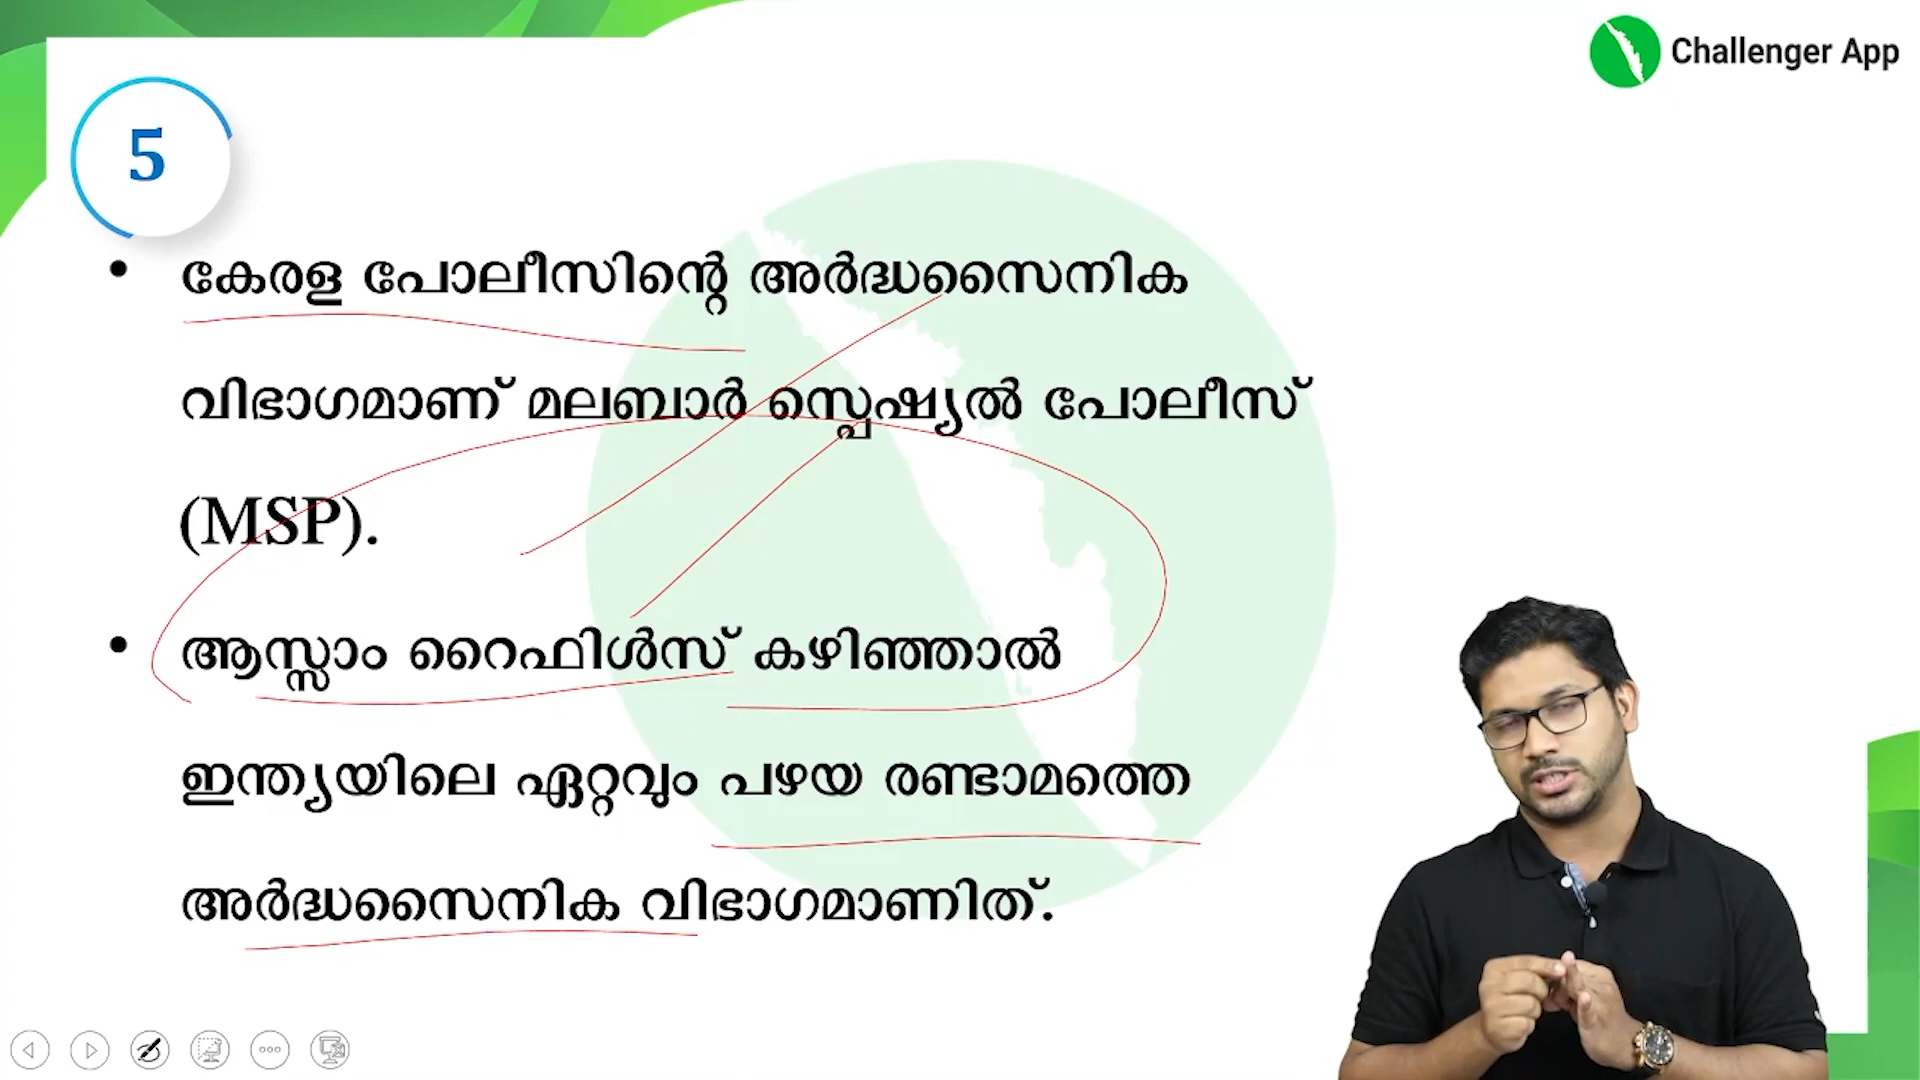 Challenger App
5
• കേരള പോലീസിന്റെ അർദ്ധസൈനിക
വിഭാഗമാണ് മലബാർ സ്പെഷ്യൽ പോലീസ്
(MSP).
• ആസ്സാം റൈഫിൾസ് കഴിഞ്ഞാൽ
ഇന്ത്യയിലെ ഏറ്റവും പഴയ രണ്ടാമത്തെ
അർദ്ധസൈനിക വിഭാഗമാണിത്.